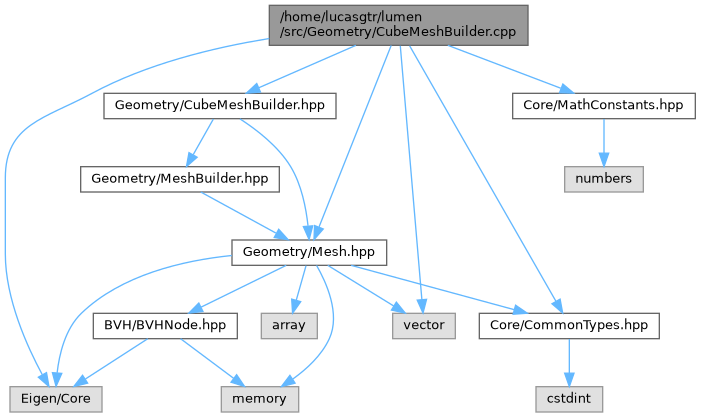 /home/lucasgtr/lumen
/src/Geometry/CubeMeshBuilder.cpp
Geometry/CubeMeshBuilder.hpp
Core/MathConstants.hpp
Geometry/MeshBuilder.hpp
numbers
Geometry/Mesh.hpp
BVH/BVHNode.hpp
array
vector
Core/CommonTypes.hpp
Eigen/Core
memory
cstdint